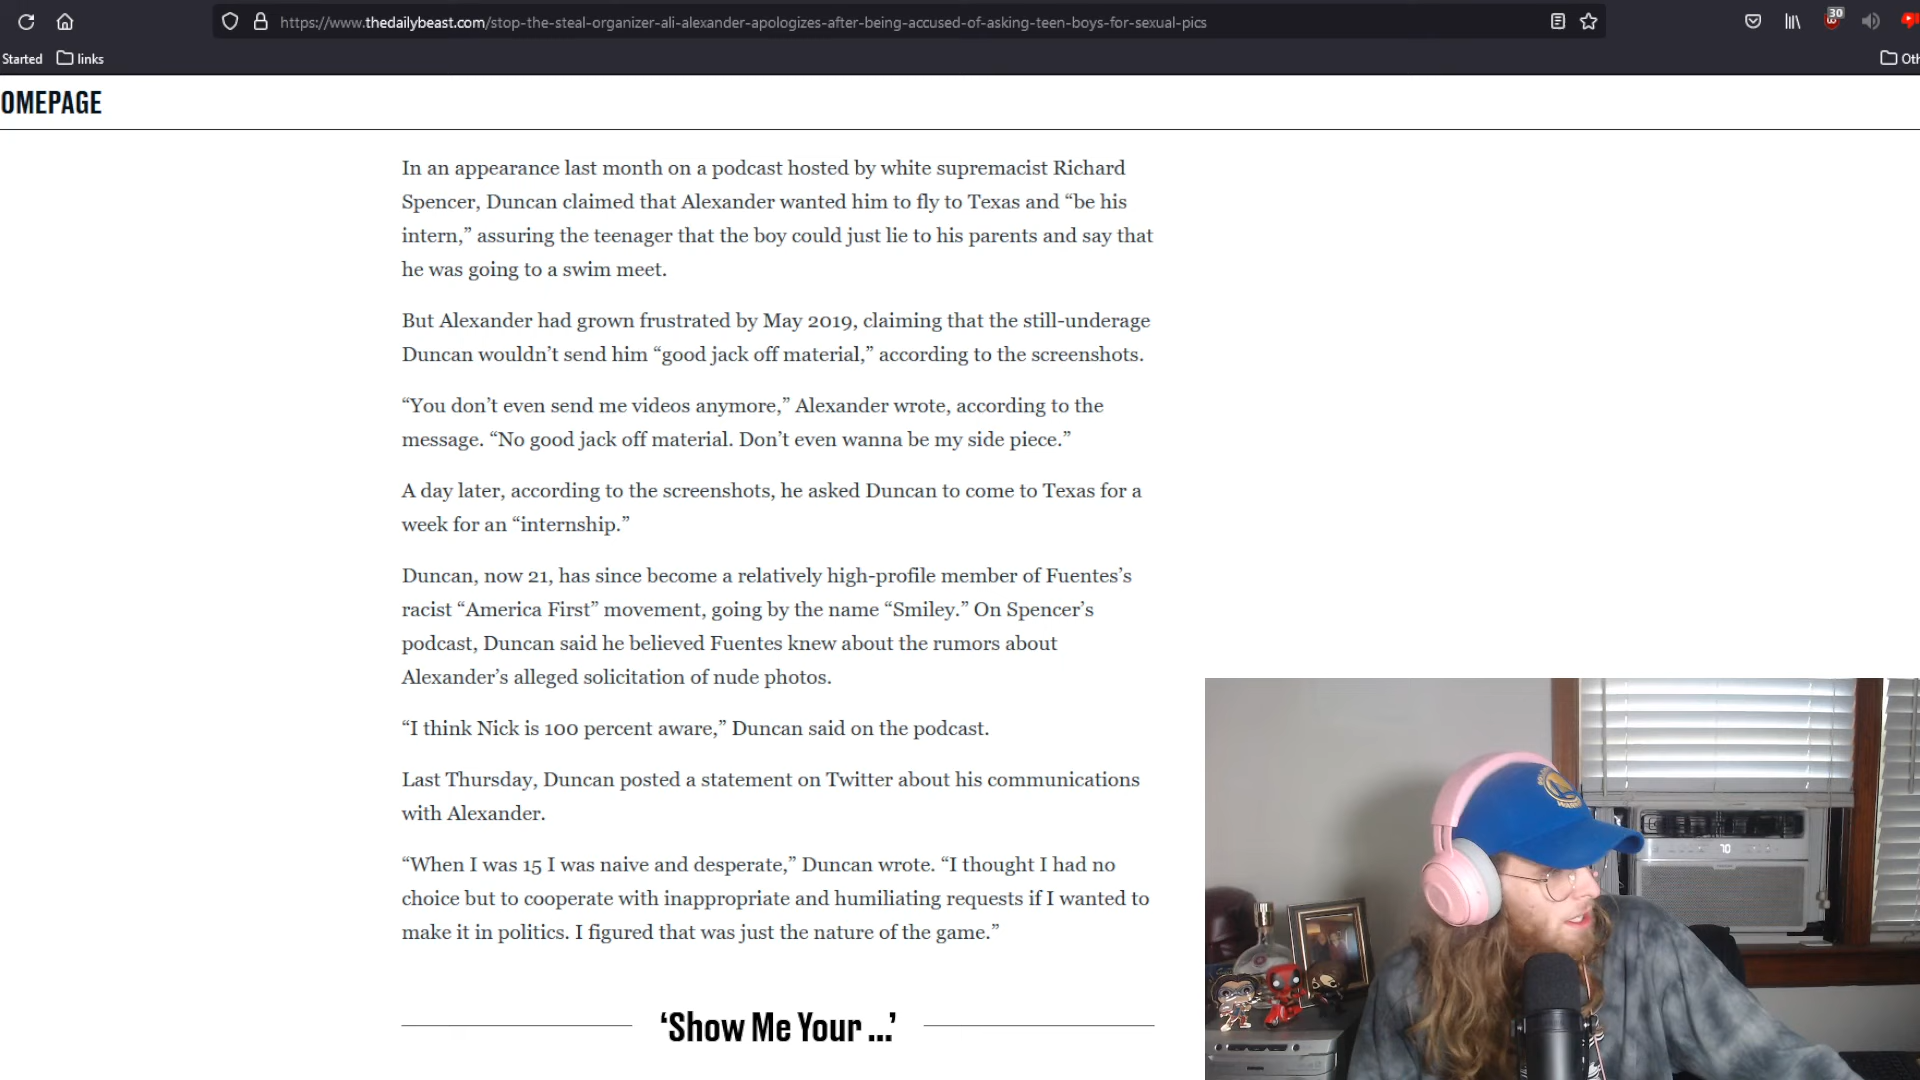 https://www.thedailybeast.com/stop-the-steal-organizer-ali-alexander-apologizes-after-being-accused-of-asking-teen-boys-for-sexual-pics
30
Started
links
Oth
OMEPAGE
In an appearance last month on a podcast hosted by white supremacist Richard
Spencer, Duncan claimed that Alexander wanted him to fly to Texas and “be his
intern,” assuring the teenager that the boy could just lie to his parents and say that
he was going to a swim meet.
But Alexander had grown frustrated by May 2019, claiming that the still-underage
Duncan wouldn’t send him “good jack off material,” according to the screenshots.
“You don’t even send me videos anymore,” Alexander wrote, according to the
message. “No good jack off material. Don’t even wanna be my side piece.”
A day later, according to the screenshots, he asked Duncan to come to Texas for a
week for an “internship.”
Duncan, now 21, has since become a relatively high-profile member of Fuentes’s
racist “America First” movement, going by the name “Smiley.” On Spencer’s
podcast, Duncan said he believed Fuentes knew about the rumors about
Alexander’s alleged solicitation of nude photos.
“I think Nick is 100 percent aware,” Duncan said on the podcast.
Last Thursday, Duncan posted a statement on Twitter about his communications
with Alexander.
“When I was 15 I was naive and desperate,” Duncan wrote. “I thought I had no
choice but to cooperate with inappropriate and humiliating requests if I wanted to
make it in politics. I figured that was just the nature of the game.”
‘Show Me Your ...’
70